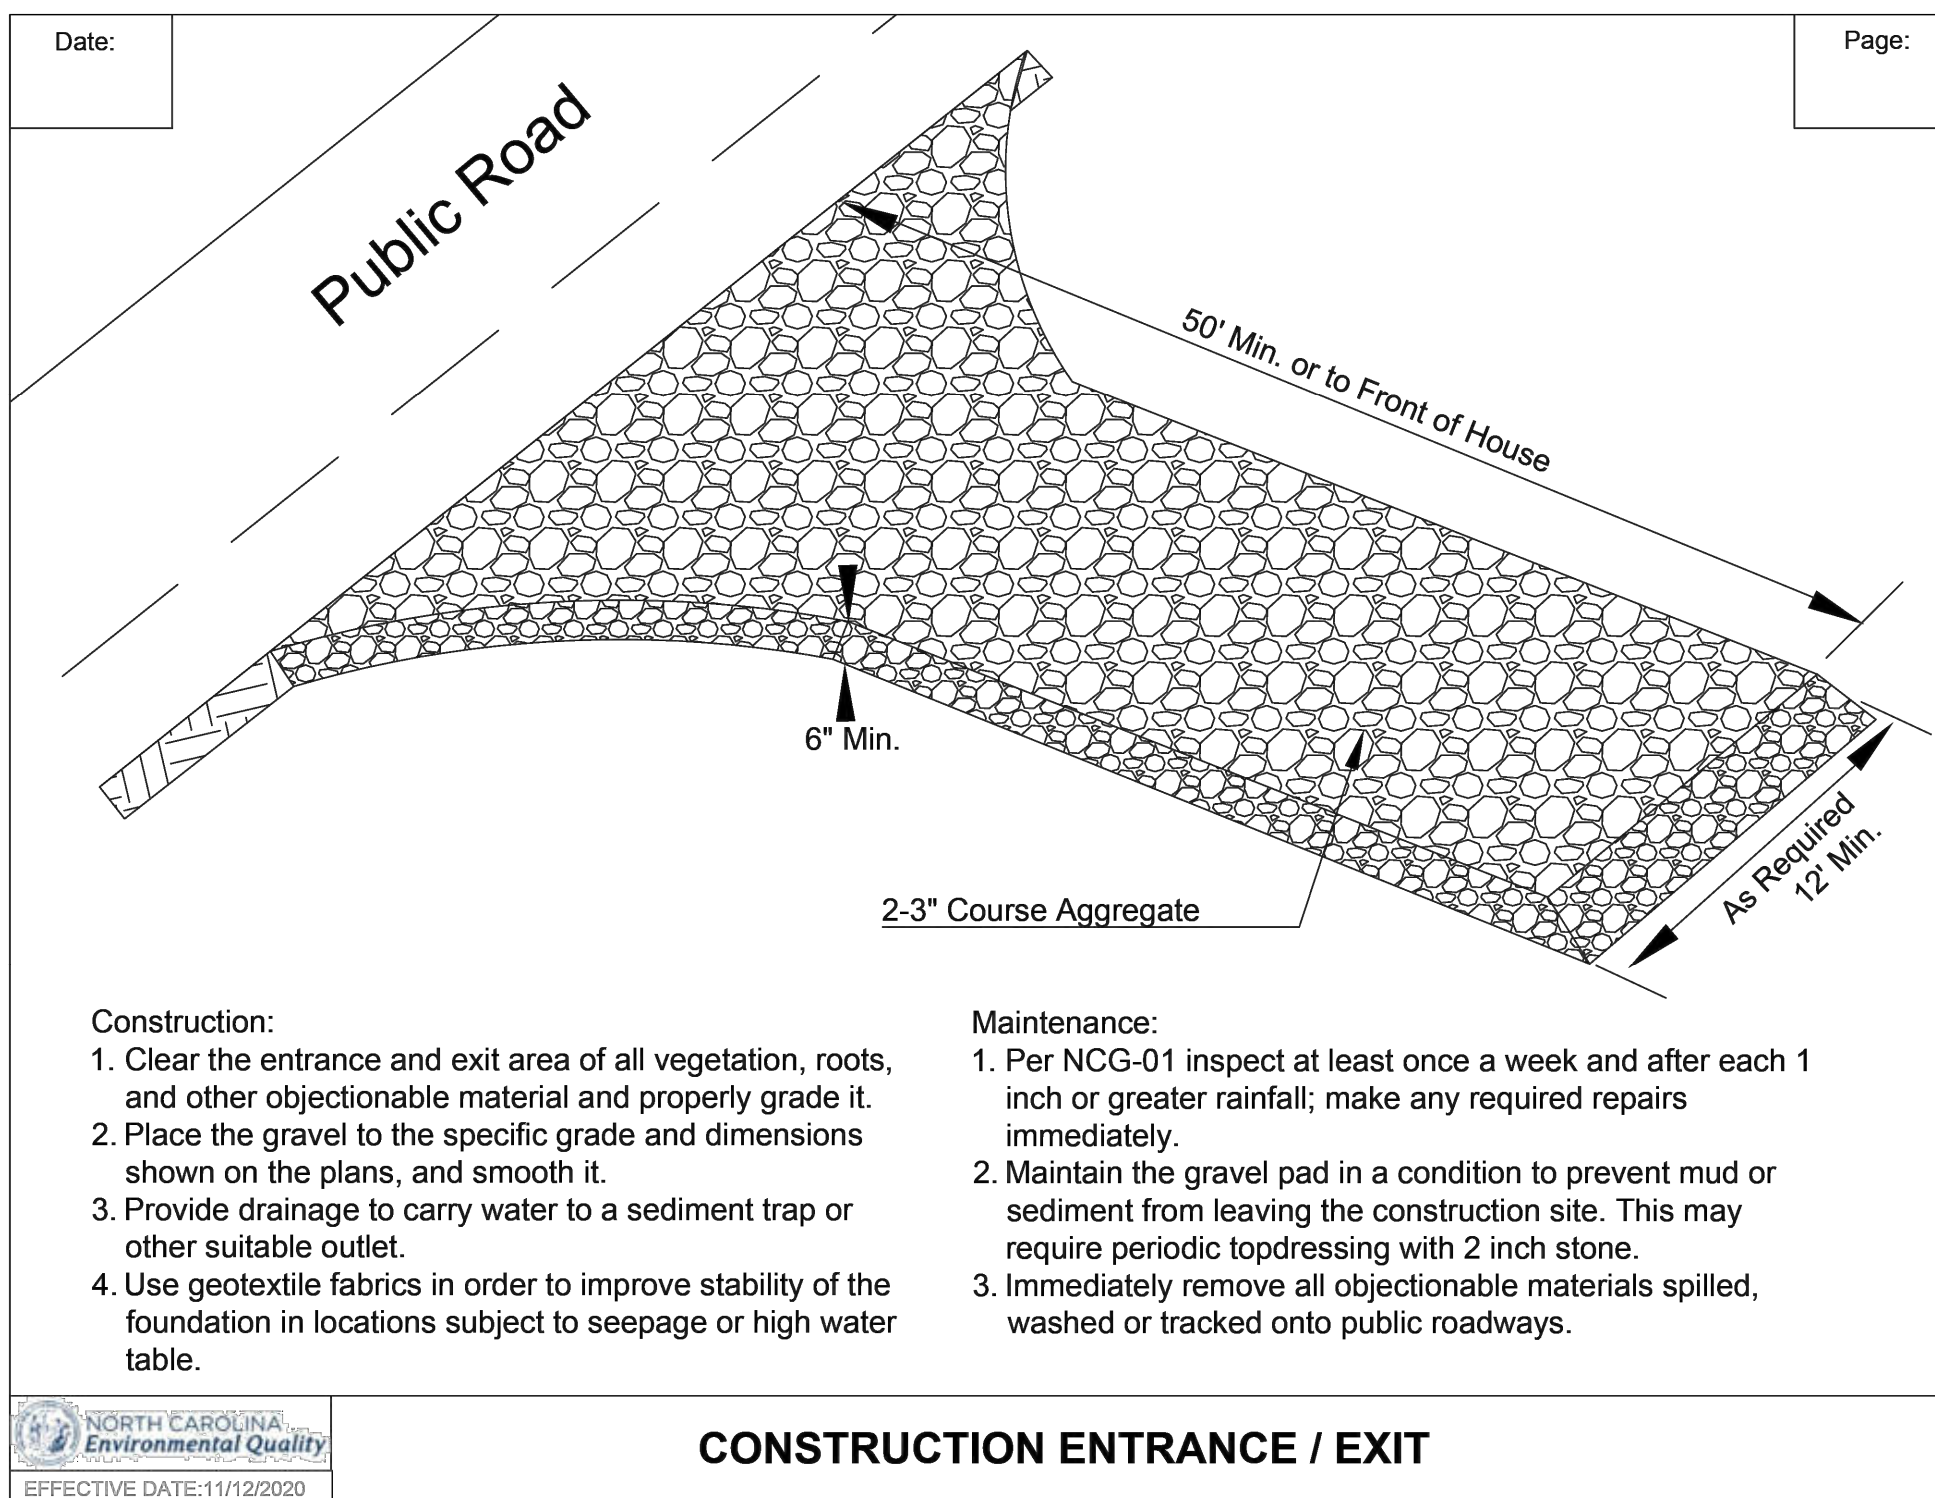 Date:
Page:
Public Road
50' Min. or to Front of House
6" Min.
As Required
12' Min.
2-3" Course Aggregate
Construction:
1. Clear the entrance and exit area of all vegetation, roots,
and other objectionable material and properly grade it.
2. Place the gravel to the specific grade and dimensions
shown on the plans, and smooth it.
3. Provide drainage to carry water to a sediment trap or
other suitable outlet.
4. Use geotextile fabrics in order to improve stability of the
foundation in locations subject to seepage or high water
table.
Maintenance:
1. Per NCG-01 inspect at least once a week and after each 1
inch or greater rainfall; make any required repairs
immediately.
2. Maintain the gravel pad in a condition to prevent mud or
sediment from leaving the construction site. This may
require periodic topdressing with 2 inch stone.
3. Immediately remove all objectionable materials spilled,
washed or tracked onto public roadways.
NORTH CAROLINA
Environmental Quality
EFFECTIVE DATE:11/12/2020
CONSTRUCTION ENTRANCE / EXIT